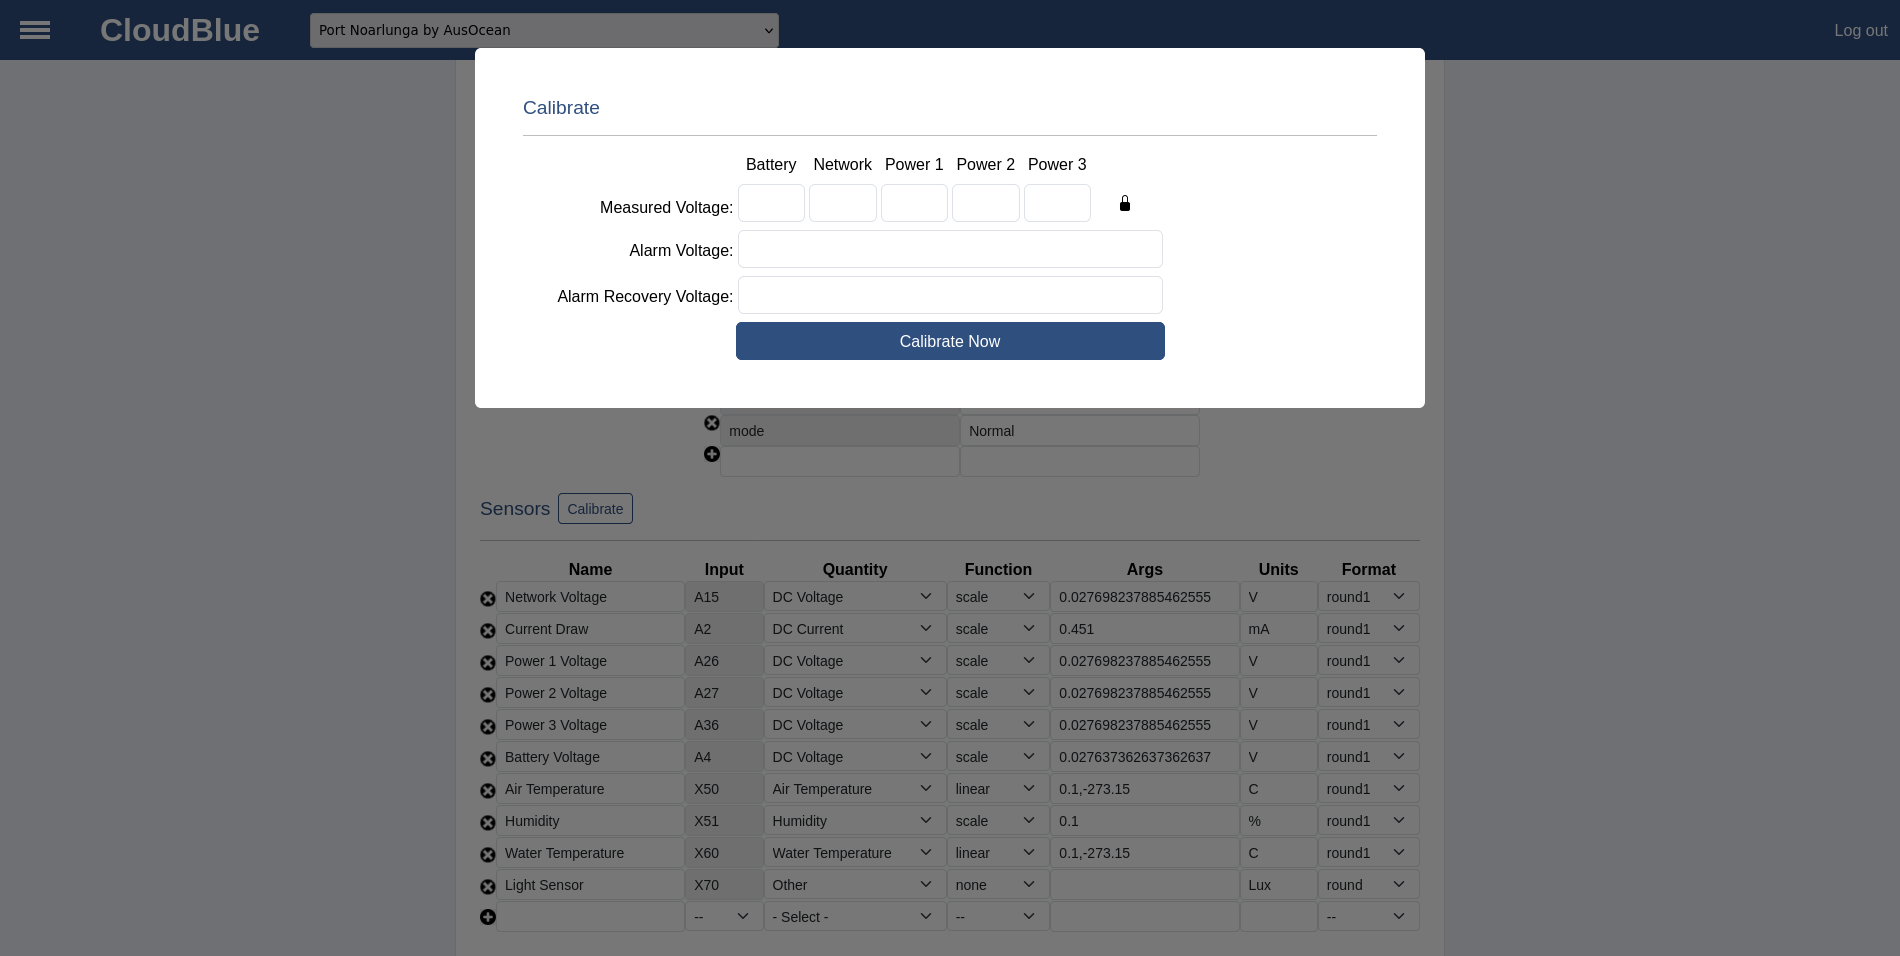 CloudBlue Port Noarlunga by AusOcean Log out
Calibrate
Battery Network Power 1 Power 2 Power 3
Measured Voltage:
Alarm Voltage:
Alarm Recovery Voltage:
Calibrate Now
mode Normal
Sensors Calibrate
Name Input Quantity Function Args Units Format
Network Voltage A15 DC Voltage scale 0.027698237885462555 V round1
Current Draw A2 DC Current scale 0.451 mA round1
Power 1 Voltage A26 DC Voltage scale 0.027698237885462555 V round1
Power 2 Voltage A27 DC Voltage scale 0.027698237885462555 V round1
Power 3 Voltage A36 DC Voltage scale 0.027698237885462555 V round1
Battery Voltage A4 DC Voltage scale 0.027637362637362637 V round1
Air Temperature X50 Air Temperature linear 0.1,-273.15 C round1
Humidity X51 Humidity scale 0.1 % round1
Water Temperature X60 Water Temperature linear 0.1,-273.15 C round1
Light Sensor X70 Other none Lux round
-- - Select - -- --